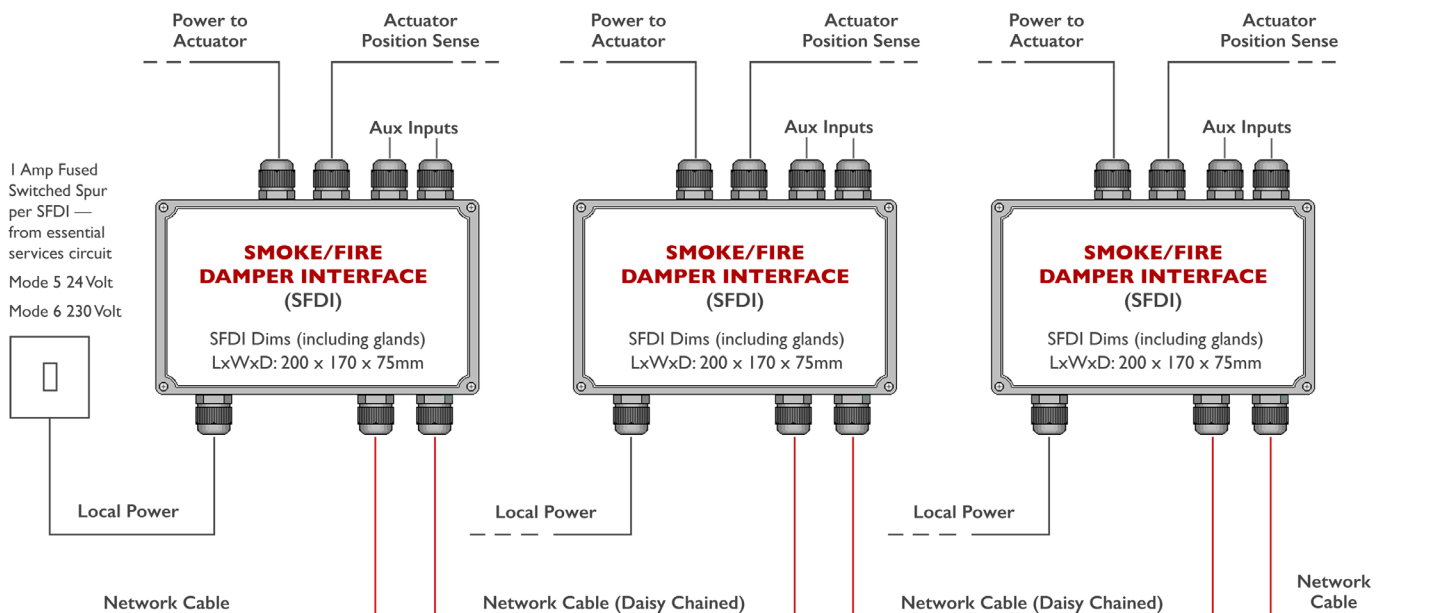 Power to
Actuator
Actuator
Position Sense
Power to
Actuator
Actuator
Position Sense
Power to
Actuator
Actuator
Position Sense
Aux Inputs
Aux Inputs
Aux Inputs
1 Amp Fused
Switched Spur
per SFDI —
from essential
services circuit
Mode 5 24 Volt
Mode 6 230 Volt
SMOKE/FIRE
DAMPER INTERFACE
(SFDI)
SFDI Dims (including glands)
LxWxD: 200 x 170 x 75mm
SMOKE/FIRE
DAMPER INTERFACE
(SFDI)
SFDI Dims (including glands)
LxWxD: 200 x 170 x 75mm
SMOKE/FIRE
DAMPER INTERFACE
(SFDI)
SFDI Dims (including glands)
LxWxD: 200 x 170 x 75mm
Local Power
Local Power
Local Power
Network Cable
Network Cable (Daisy Chained)
Network Cable (Daisy Chained)
Network
Cable